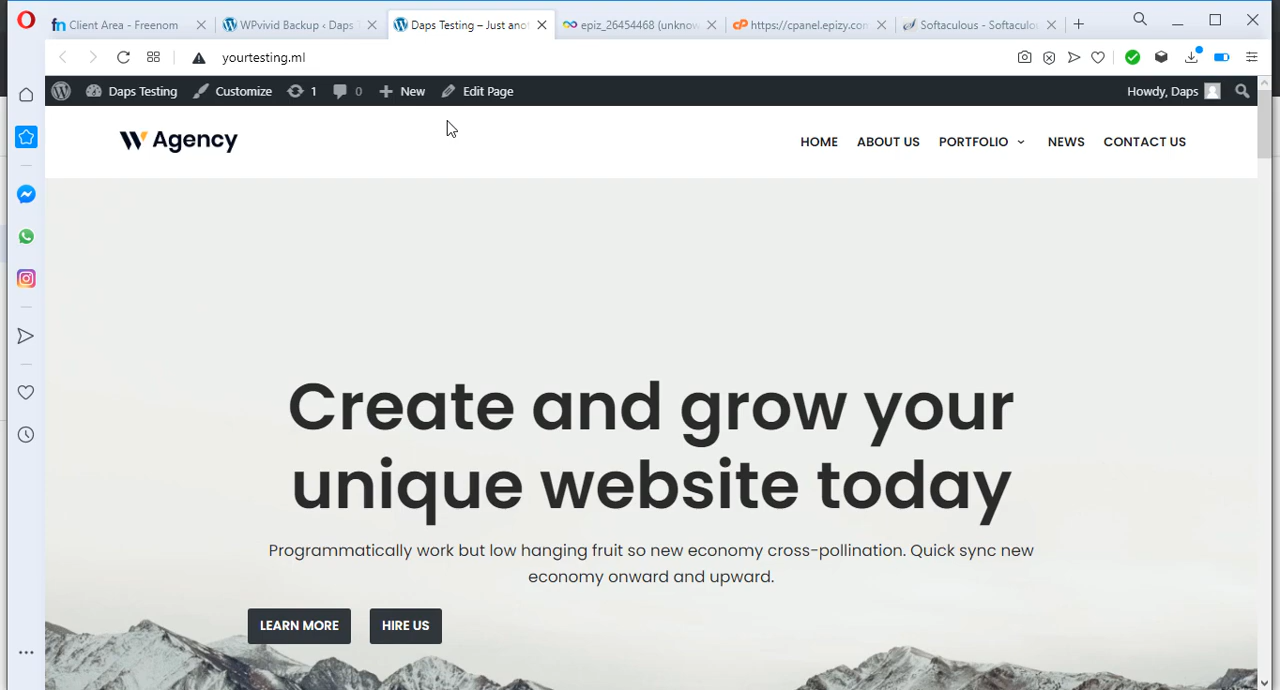 Client Area - Freenom
WPvivid Backup ‹ Daps T
Daps Testing – Just anot
epiz_26454468 (unknow
https://cpanel.epizy.com
Softaculous - Softaculou
yourtesting.ml
Daps Testing
Customize
1
0
New
Edit Page
Howdy, Daps
Agency
HOME
ABOUT US
PORTFOLIO
NEWS
CONTACT US
Create and grow your
unique website today
Programmatically work but low hanging fruit so new economy cross-pollination. Quick sync new
economy onward and upward.
LEARN MORE
HIRE US